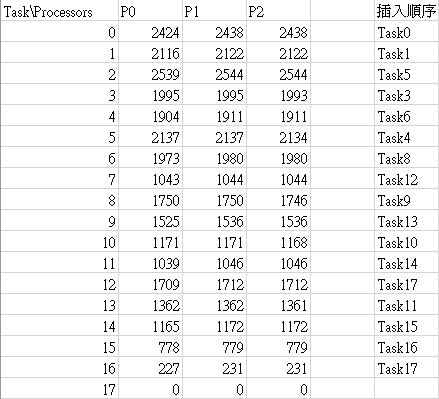 Task\Processors P0 P1 P2 插入順序
0 2424 2438 2438 Task0
1 2116 2122 2122 Task1
2 2539 2544 2544 Task5
3 1995 1995 1993 Task3
4 1904 1911 1911 Task6
5 2137 2137 2134 Task4
6 1973 1980 1980 Task8
7 1043 1044 1044 Task12
8 1750 1750 1746 Task9
9 1525 1536 1536 Task13
10 1171 1171 1168 Task10
11 1039 1046 1046 Task14
12 1709 1712 1712 Task17
13 1362 1362 1361 Task11
14 1165 1172 1172 Task15
15 778 779 779 Task16
16 227 231 231 Task17
17 0 0 0